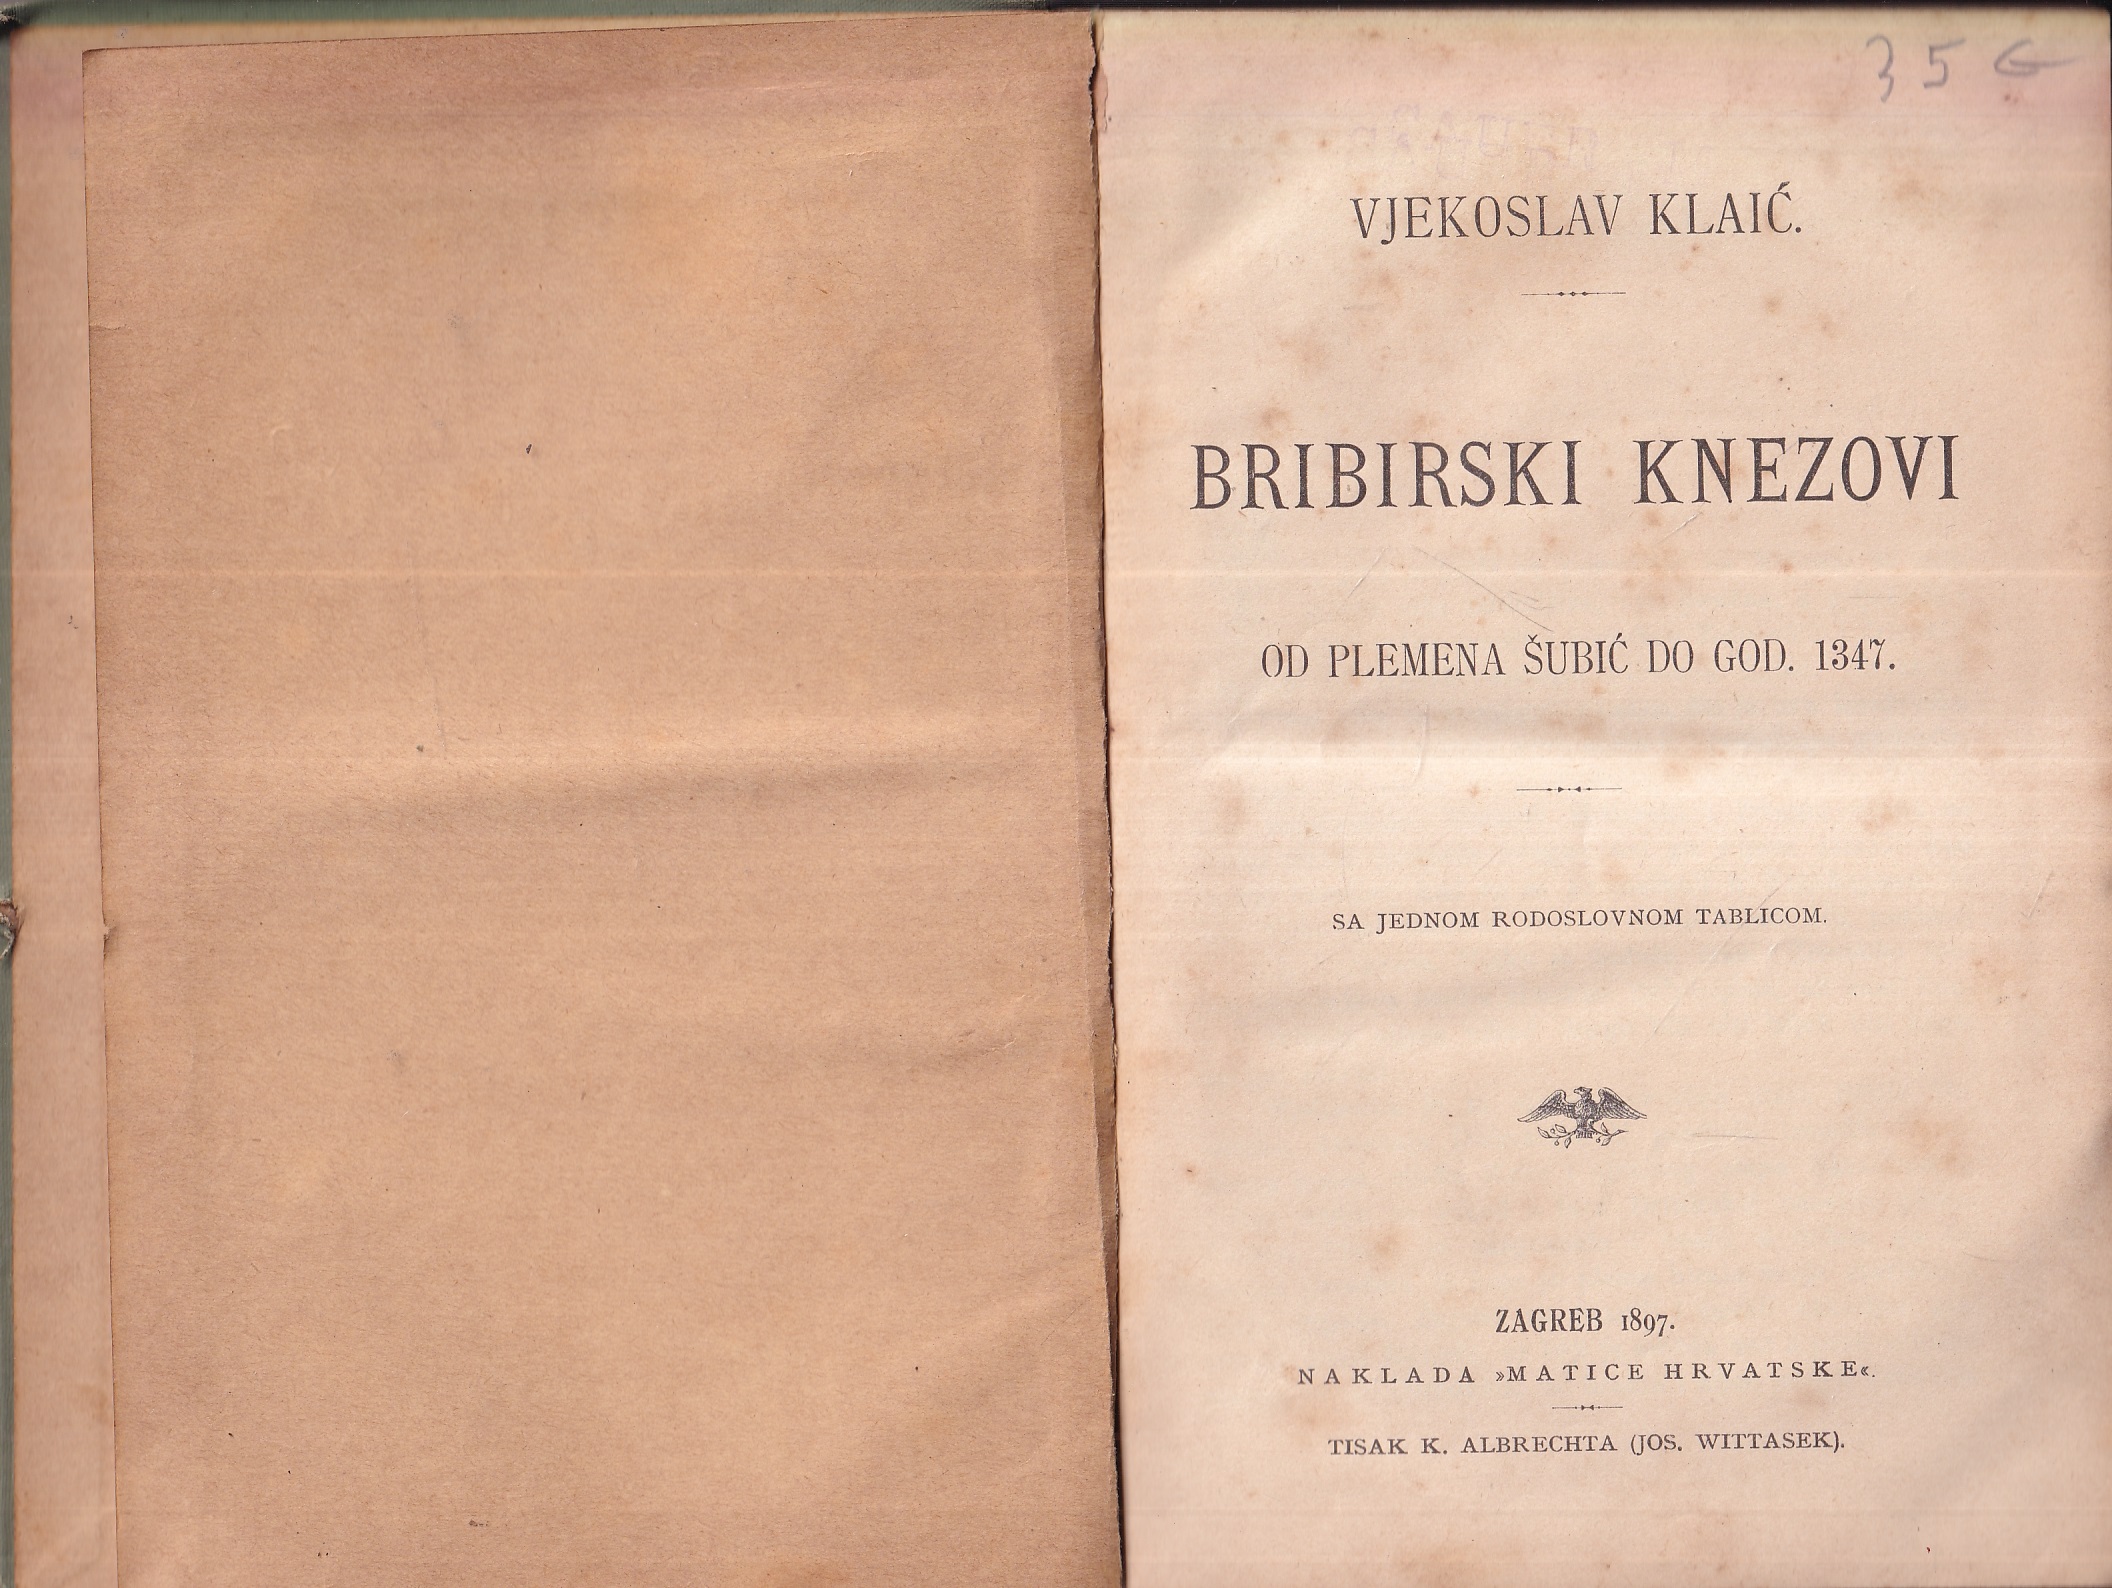 35
VJEKOSLAV KLAIĆ.
BRIBIRSKI KNEZOVI
OD PLEMENA ŠUBIĆ DO GOD. 1347.
SA JEDNOM RODOSLOVNOM TABLICOM.
ZAGREB 1897.
NAKLADA »MATICE HRVATSKE«.
TISAK K. ALBRECHTA (JOS. WITTASEK).